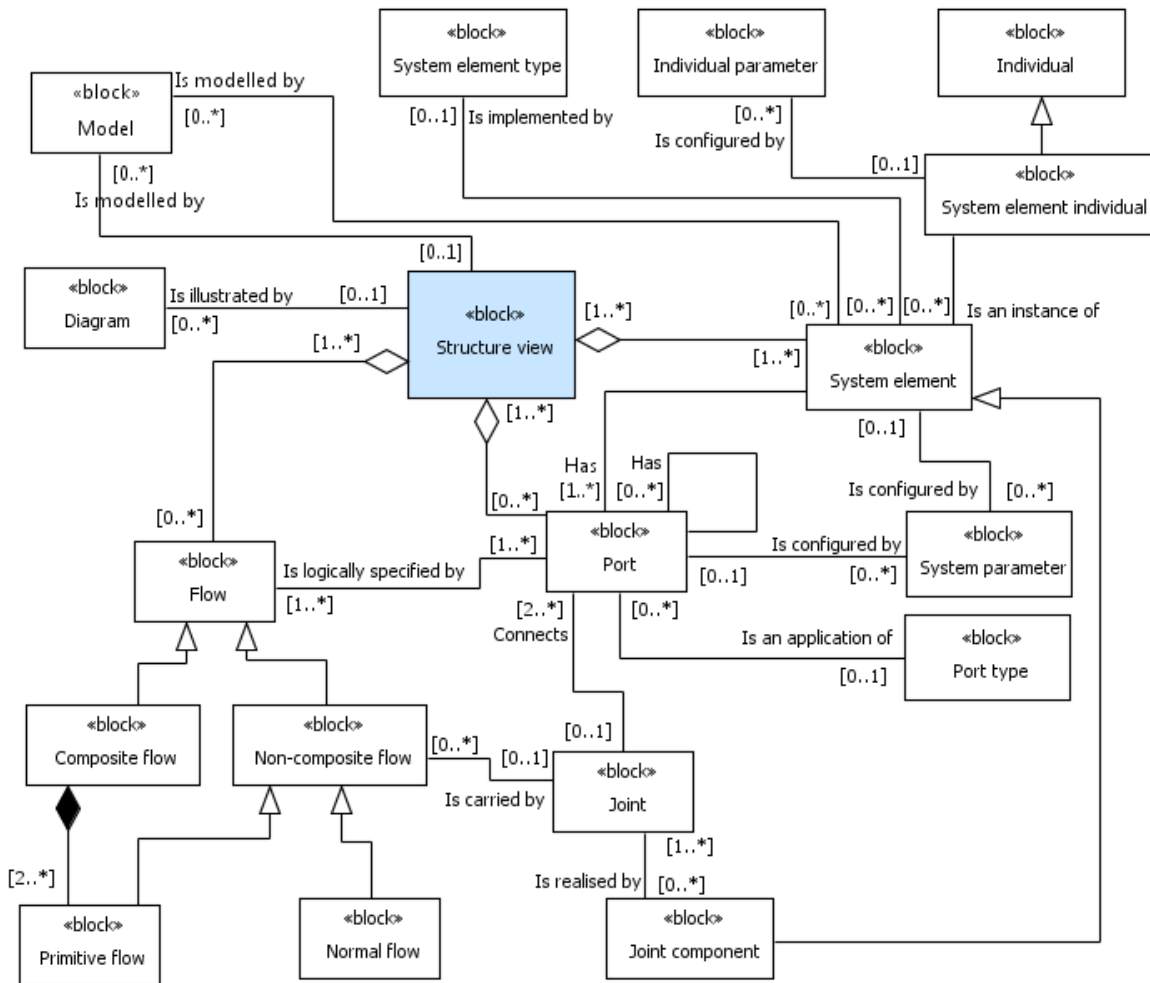 «block»
System element type
«block»
Individual parameter
«block»
Individual
«block»
Model
Is modelled by
[0..*]
[0..1]
Is implemented by
[0..*]
Is configured by
[0..1]
«block»
System element individual
[0..*]
Is modelled by
[0..1]
«block»
Diagram
Is illustrated by
[0..*]
[0..1]
«block»
Structure view
[1..*]
[1..*]
[0..*]
[0..*]
[0..*]
Is an instance of
[1..*]
«block»
System element
[1..*]
[0..1]
Has
[1..*]
Has
[0..*]
Is configured by
[0..*]
[0..*]
[0..*]
«block»
Flow
Is logically specified by
[1..*]
[1..*]
«block»
Port
Is configured by
[0..1]
[0..*]
«block»
System parameter
[2..*]
Connects
[0..*]
Is an application of
[0..1]
«block»
Port type
«block»
Composite flow
«block»
Non-composite flow
[0..*]
[0..1]
[0..1]
Is carried by
«block»
Joint
[1..*]
[2..*]
Is realised by
[0..*]
«block»
Primitive flow
«block»
Normal flow
«block»
Joint component